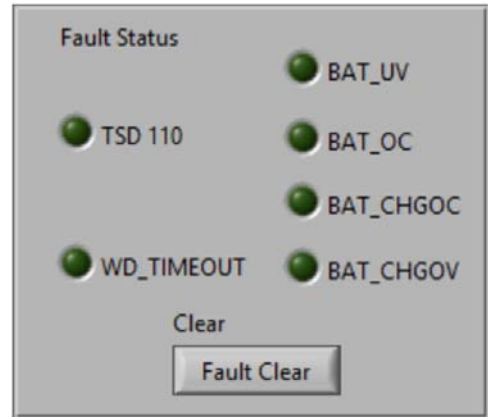 Fault Status
BAT_UV
TSD 110
BAT_OC
BAT_CHGOC
WD_TIMEOUT
BAT_CHGOV
Clear
Fault Clear